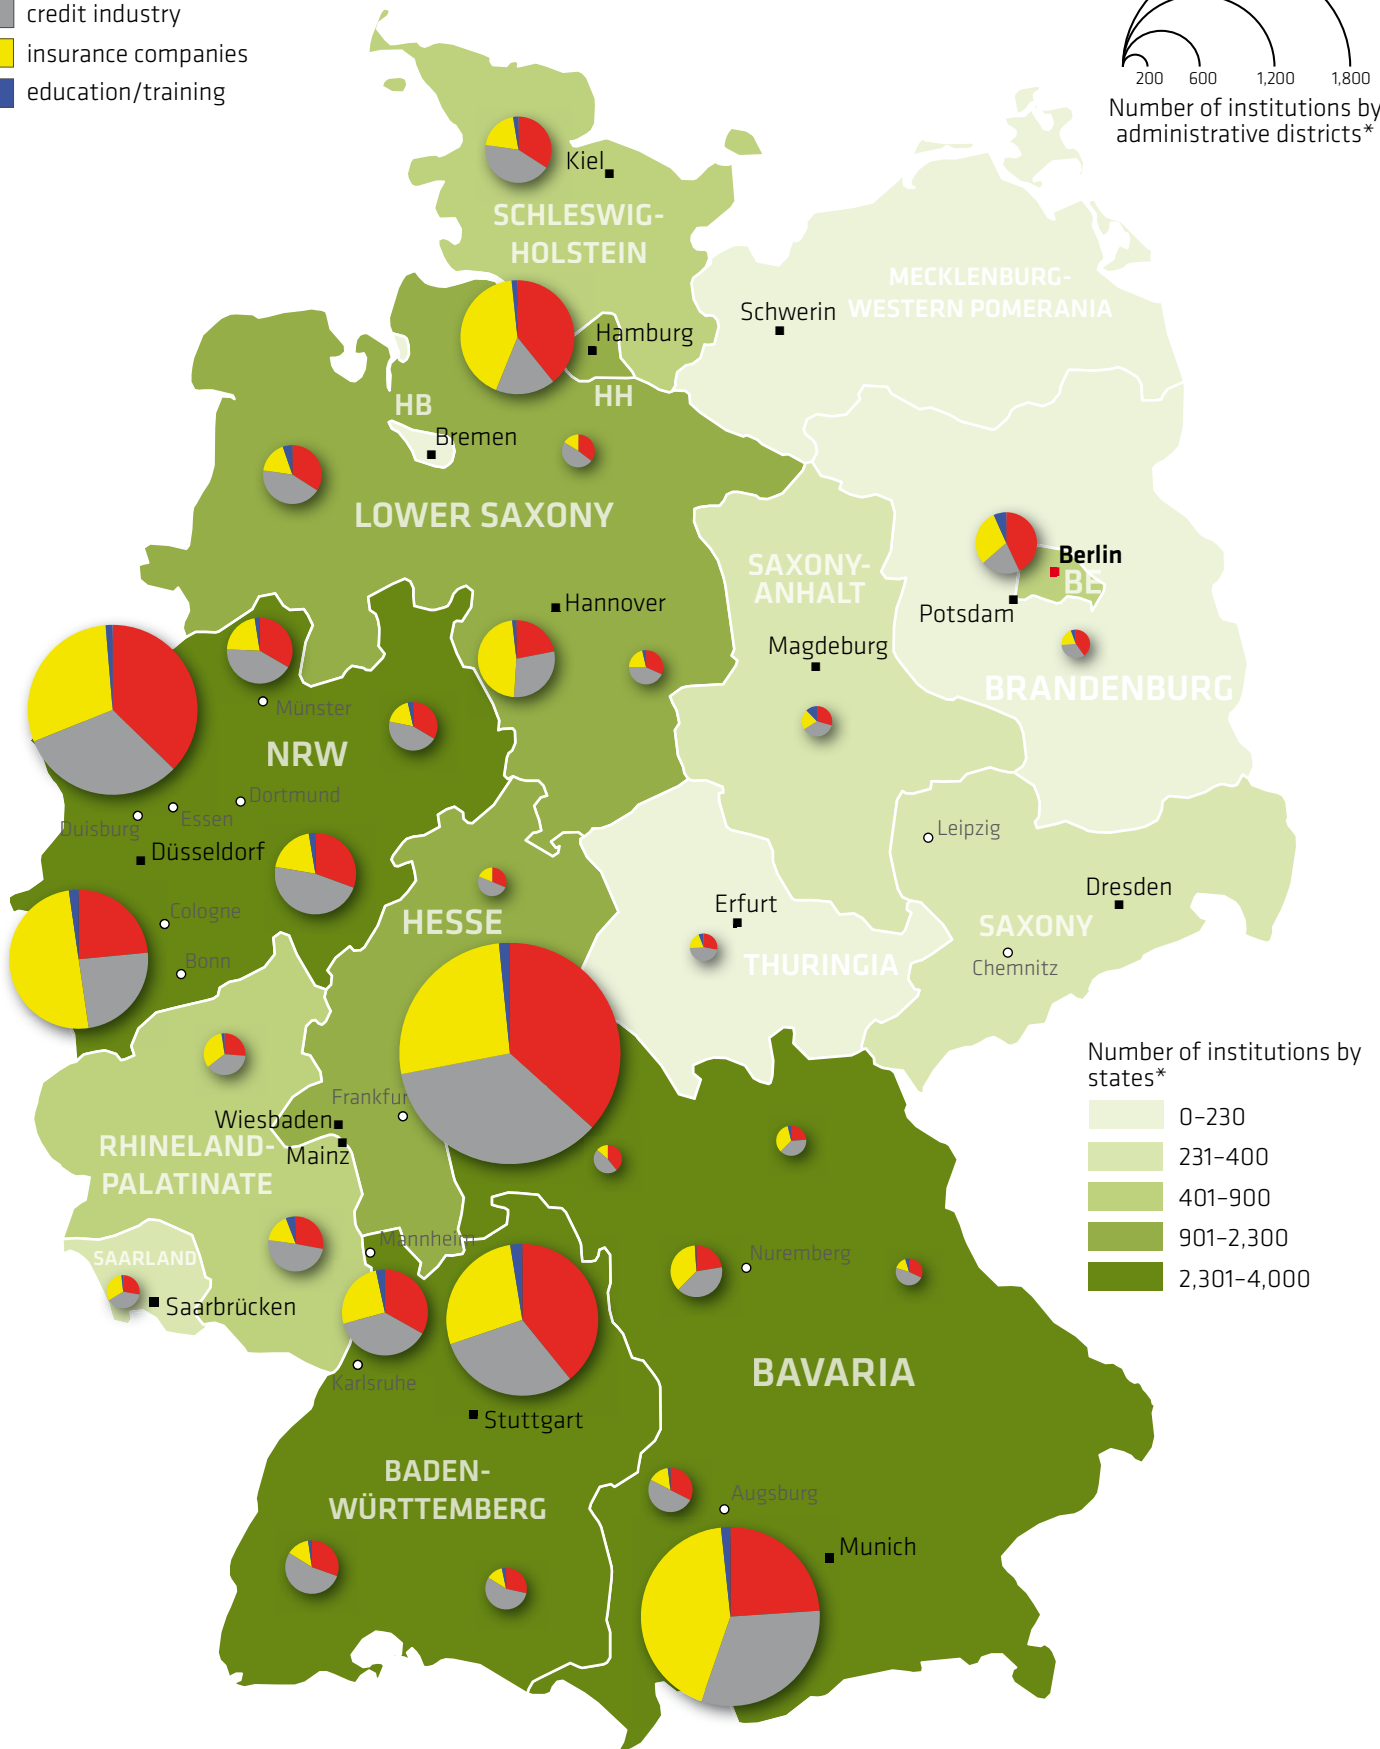 credit industry
insurance companies
education/training
200 600 1,200 1,800
Number of institutions by
administrative districts*
Kiel
SCHLESWIG-
HOLSTEIN
MECKLENBURG-
WESTERN POMERANIA
Schwerin
Hamburg
HH
HB
Bremen
LOWER SAXONY
Berlin
BE
Potsdam
SAXONY-
ANHALT
Hannover
Magdeburg
BRANDENBURG
Münster
NRW
Dortmund
Essen
Duisburg
Düsseldorf
Leipzig
Dresden
Cologne
HESSE
Erfurt
SAXONY
Bonn
THURINGIA
Chemnitz
Number of institutions by
states*
0–230
231–400
401–900
901–2,300
2,301–4,000
Frankfur
Wiesbaden
RHINELAND-
PALATINATE
Mainz
Mannheim
SAARLAND
Nuremberg
Saarbrücken
BAVARIA
Karlsruhe
Stuttgart
BADEN-
WÜRTTEMBERG
Augsburg
Munich